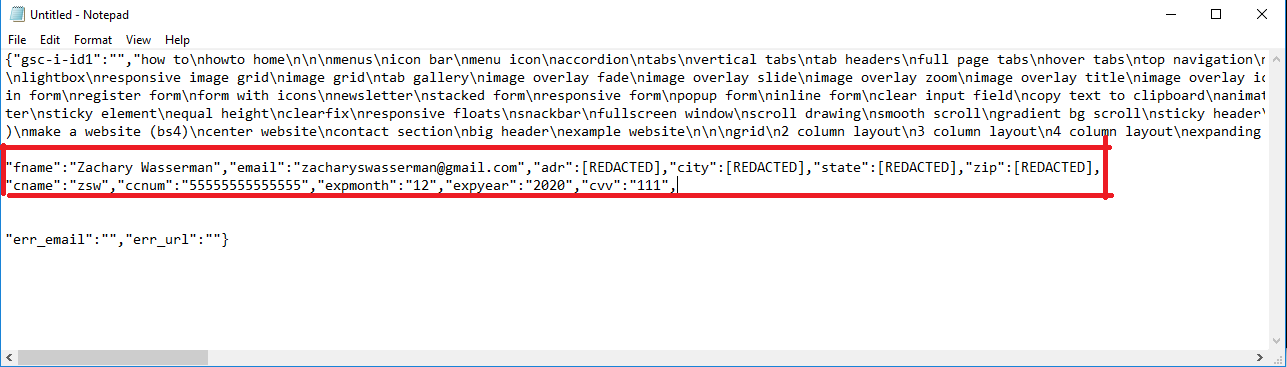 Untitled - Notepad
File Edit Format View Help
{"gsc-i-id1":"","how to\nhowto home\n\n\nmenus\nicon bar\nmenu icon\naccordion\ntabs\nvertical tabs\ntab headers\nfull page tabs\nhover tabs\ntop navigation\r
\nlightbox\nresponsive image grid\nimage grid\ntab gallery\nimage overlay fade\nimage overlay slide\nimage overlay zoom\nimage overlay title\nimage overlay ic
in form\nregister form\nform with icons\nnewsletter\nstacked form\nresponsive form\npopup form\ninline form\nclear input field\ncopy text to clipboard\nanimat
ter\nsticky element\nequal height\nclearfix\nresponsive floats\nsnackbar\nfullscreen window\nscroll drawing\nsmooth scroll\ngradient bg scroll\nsticky header\
)\nmake a website (bs4)\ncenter website\ncontact section\nbig header\nexample website\n\n\ngrid\n2 column layout\n3 column layout\n4 column layout\nexpanding
"fname":"Zachary Wasserman","email":"zacharyswasserman@gmail.com","adr":[REDACTED],"city":[REDACTED],"state":[REDACTED],"zip":[REDACTED],
"cname":"zsw","ccnum":"55555555555555","expmonth":"12","expyear":"2020","cvv":"111",
"err_email":"","err_url":""}